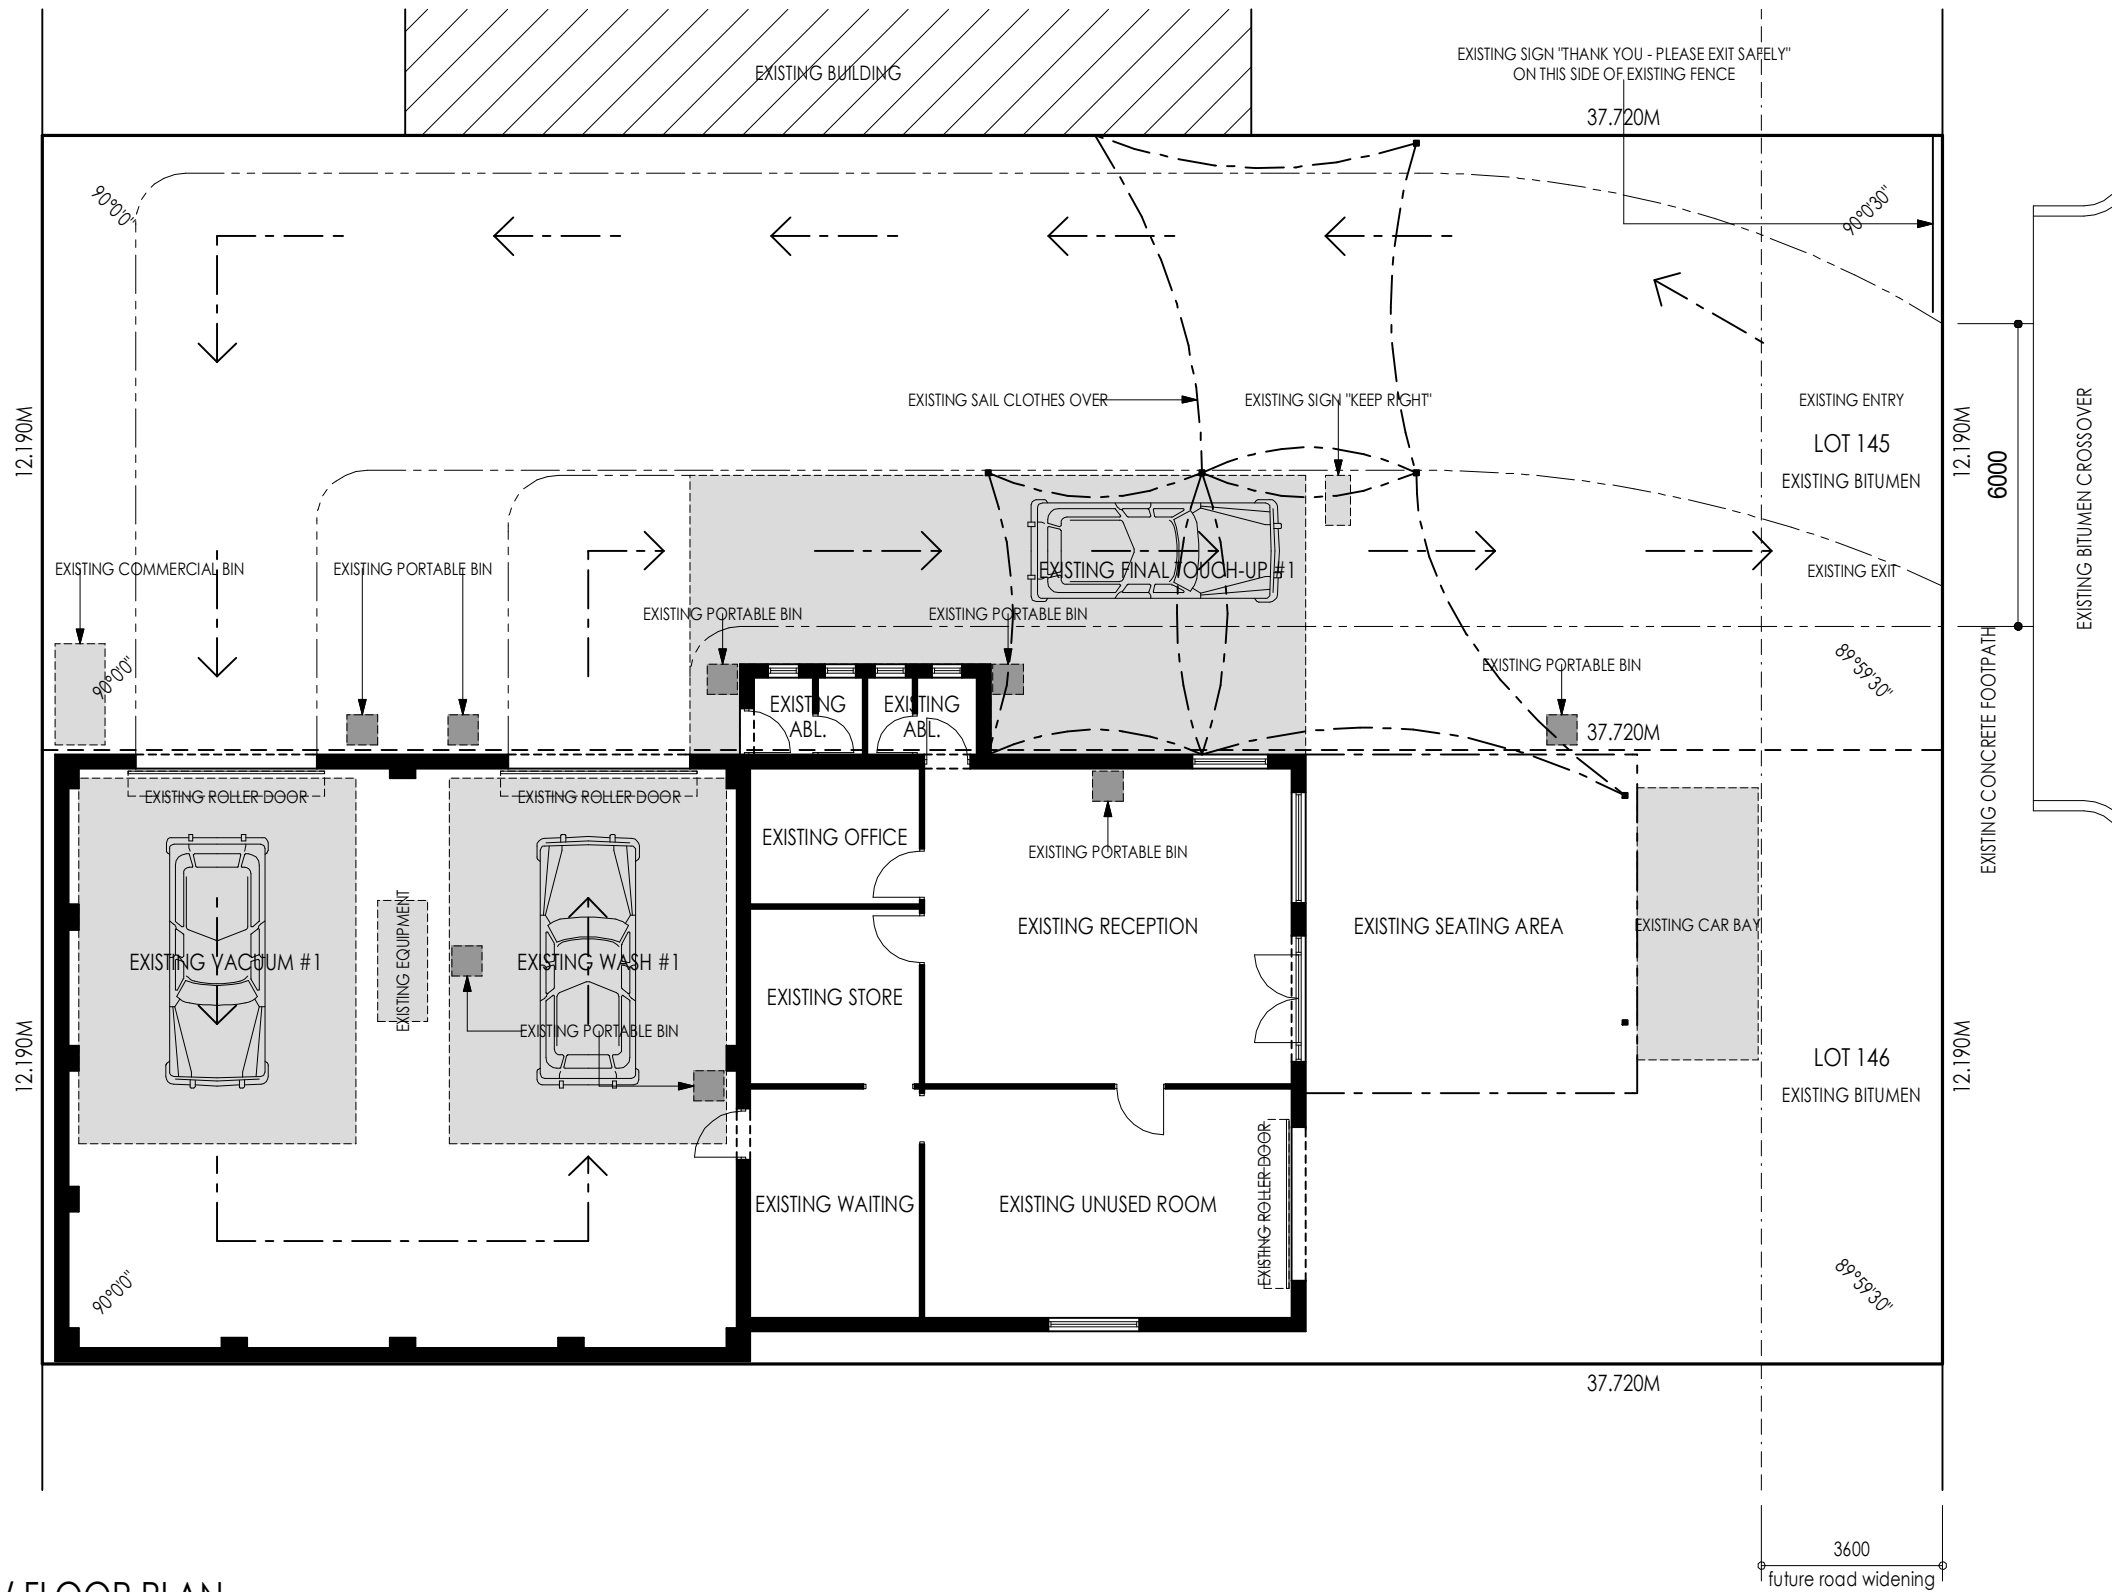 EXISTING BUILDING
EXISTING SIGN "THANK YOU - PLEASE EXIT SAFELY"
ON THIS SIDE OF EXISTING FENCE
37.720M
90°0'0"
90°0'30"
EXISTING SAIL CLOTHES OVER
EXISTING SIGN "KEEP RIGHT"
EXISTING ENTRY
LOT 145
EXISTING BITUMEN
12.190M
12.190M
6000
EXISTING BITUMEN CROSSOVER
EXISTING COMMERCIAL BIN
EXISTING PORTABLE BIN
EXISTING FINAL TOUCH-UP #1
EXISTING EXIT
EXISTING PORTABLE BIN
EXISTING PORTABLE BIN
EXISTING PORTABLE BIN
90°0'0"
89°59'30"
EXISTING
ABL.
EXISTING
ABL.
37.720M
EXISTING CONCRETE FOOTPATH
EXISTING ROLLER DOOR
EXISTING ROLLER DOOR
EXISTING OFFICE
EXISTING PORTABLE BIN
EXISTING RECEPTION
EXISTING SEATING AREA
EXISTING CAR BAY
EXISTING VACUUM #1
EXISTING EQUIPMENT
EXISTING WASH #1
EXISTING STORE
EXISTING PORTABLE BIN
12.190M
LOT 146
EXISTING BITUMEN
12.190M
EXISTING WAITING
EXISTING UNUSED ROOM
EXISTING ROLLER DOOR
90°0'0"
89°59'30"
37.720M
3600
future road widening
FLOOR PLAN